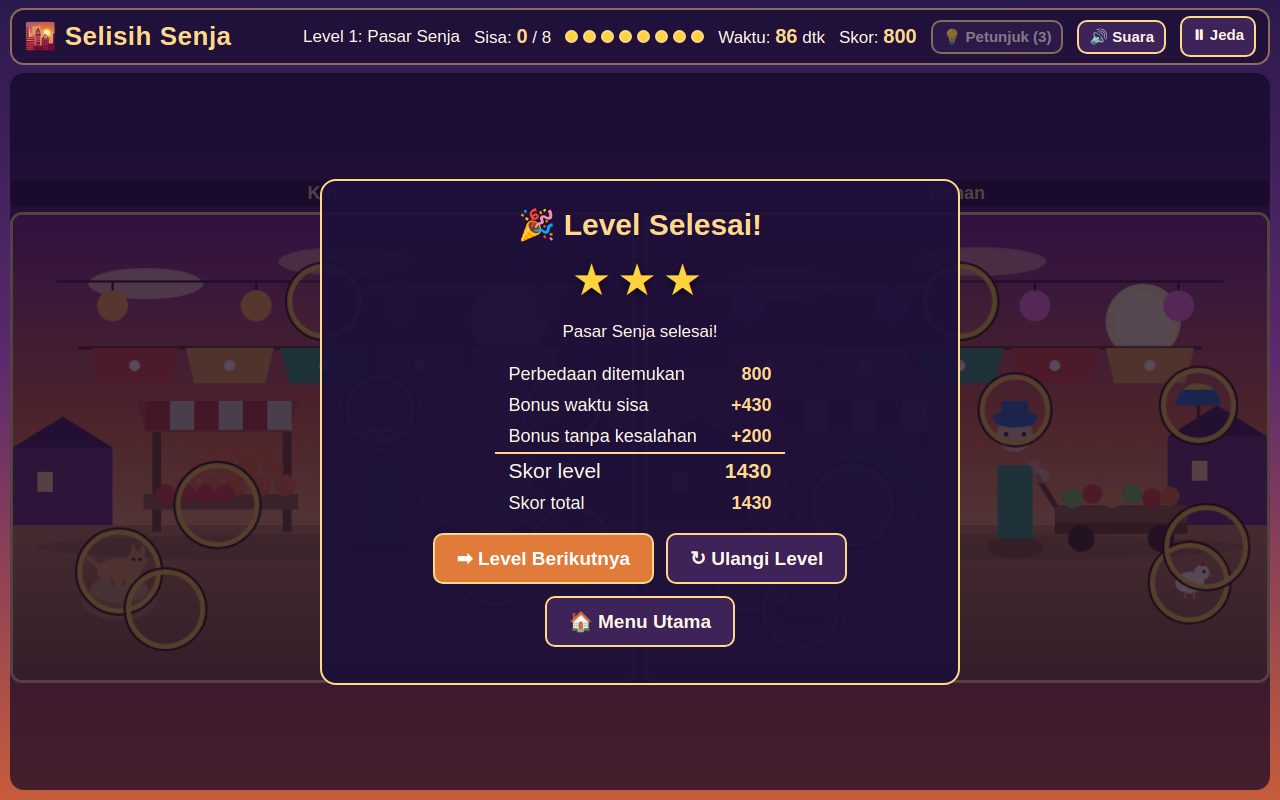 Selisih Senja
Level 1: Pasar Senja Sisa: 0 / 8 Waktu: 86 dtk Skor: 800 Petunjuk (3) Suara Jeda
Level Selesai!
Pasar Senja selesai!
Perbedaan ditemukan 800
Bonus waktu sisa +430
Bonus tanpa kesalahan +200
Skor level 1430
Skor total 1430
Level Berikutnya
Ulangi Level
Menu Utama